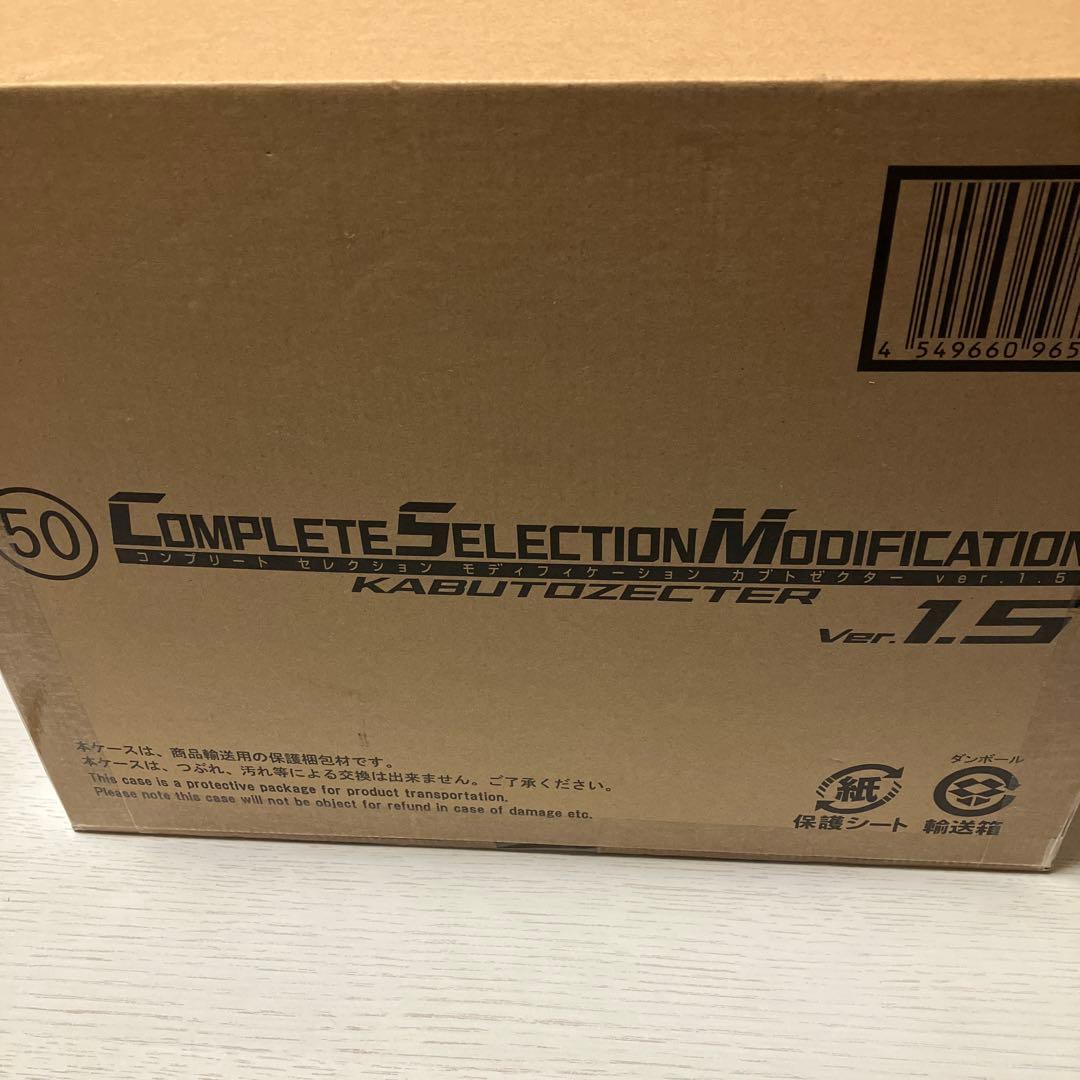 4 549660 965
50
COMPLETE SELECTION MODIFICATION
コンプリート セレクション モディフィケーション カブトゼクター ver.1.5
KABUTOZECTER
Ver.1.5
本ケースは、商品輸送用の保護梱包材です。
本ケースは、つぶれ、汚れ等による交換は出来ません。ご了承ください。
This case is a protective package for product transportation.
Please note this case will not be object for refund in case of damage etc.
紙
保護シート
ダンボール
輸送箱